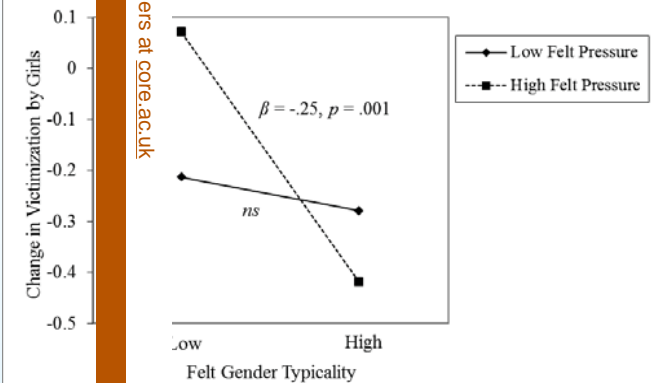 0.1
0
-0.1
-0.2
-0.3
-0.4
-0.5
Change in Victimization by Girls
ers at core.ac.uk
β = -.25, p = .001
ns
Low Felt Pressure
High Felt Pressure
Low
High
Felt Gender Typicality